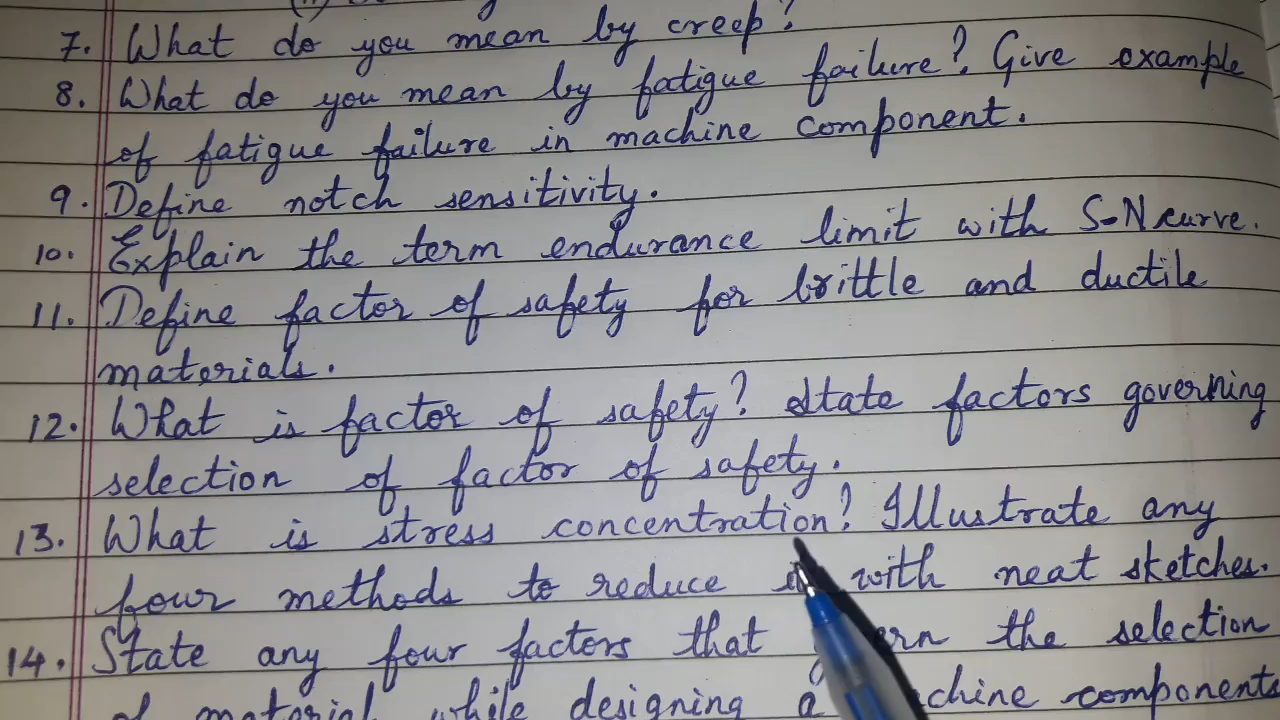 7. What do you mean by creep?
8. What do you mean by fatigue failure? Give example
of fatigue failure in machine component.
9. Define notch sensitivity.
10. Explain the term endurance limit with S-N curve.
11. Define factor of safety for brittle and ductile
materials.
12. What is factor of safety? State factors governing
selection of factor of safety.
13. What is stress concentration? Illustrate any
four methods to reduce with neat sketches.
14. State any four factors that the selection
of material while designing a components